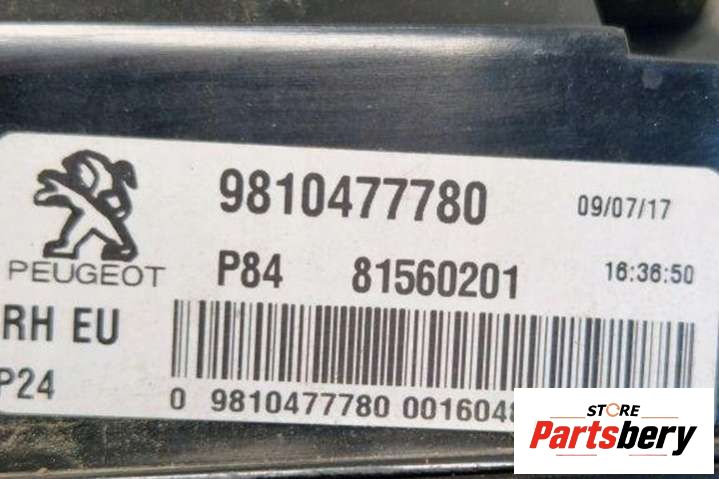 9810477780 09/07/17
PEUGEOT P84 81560201 16:36:50
RH EU
P24
0 9810477780 001604
STORE
Partsbery